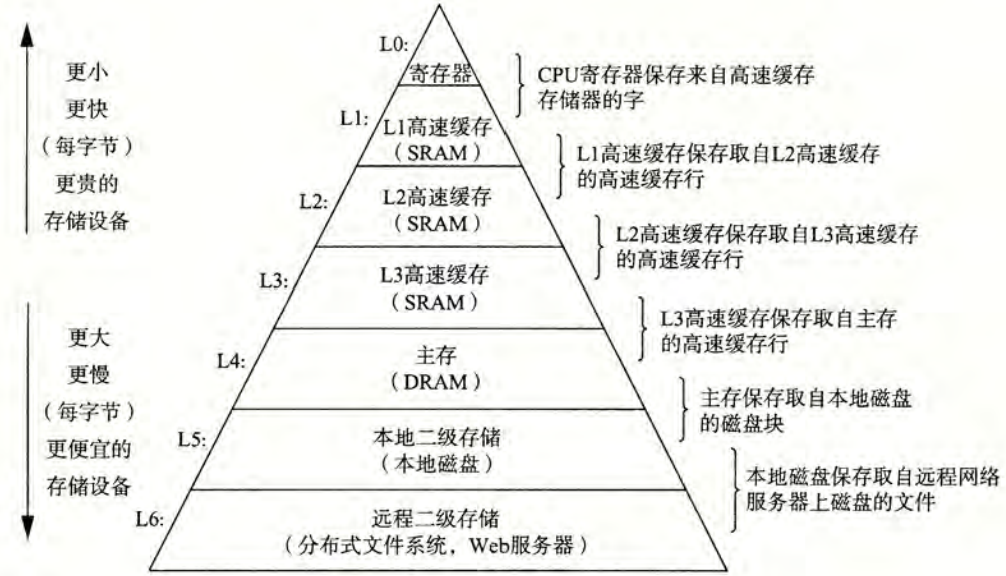 更小
更快
（每字节）
更贵的
存储设备
更大
更慢
（每字节）
更便宜的
存储设备
L0:
寄存器
L1:
L1高速缓存
（SRAM）
L2:
L2高速缓存
（SRAM）
L3:
L3高速缓存
（SRAM）
L4:
主存
（DRAM）
L5:
本地二级存储
（本地磁盘）
L6:
远程二级存储
（分布式文件系统，Web服务器）
CPU寄存器保存来自高速缓存
存储器的字
L1高速缓存保存取自L2高速缓存
的高速缓存行
L2高速缓存保存取自L3高速缓存
的高速缓存行
L3高速缓存保存取自主存
的高速缓存行
主存保存取自本地磁盘
的磁盘块
本地磁盘保存取自远程网络
服务器上磁盘的文件